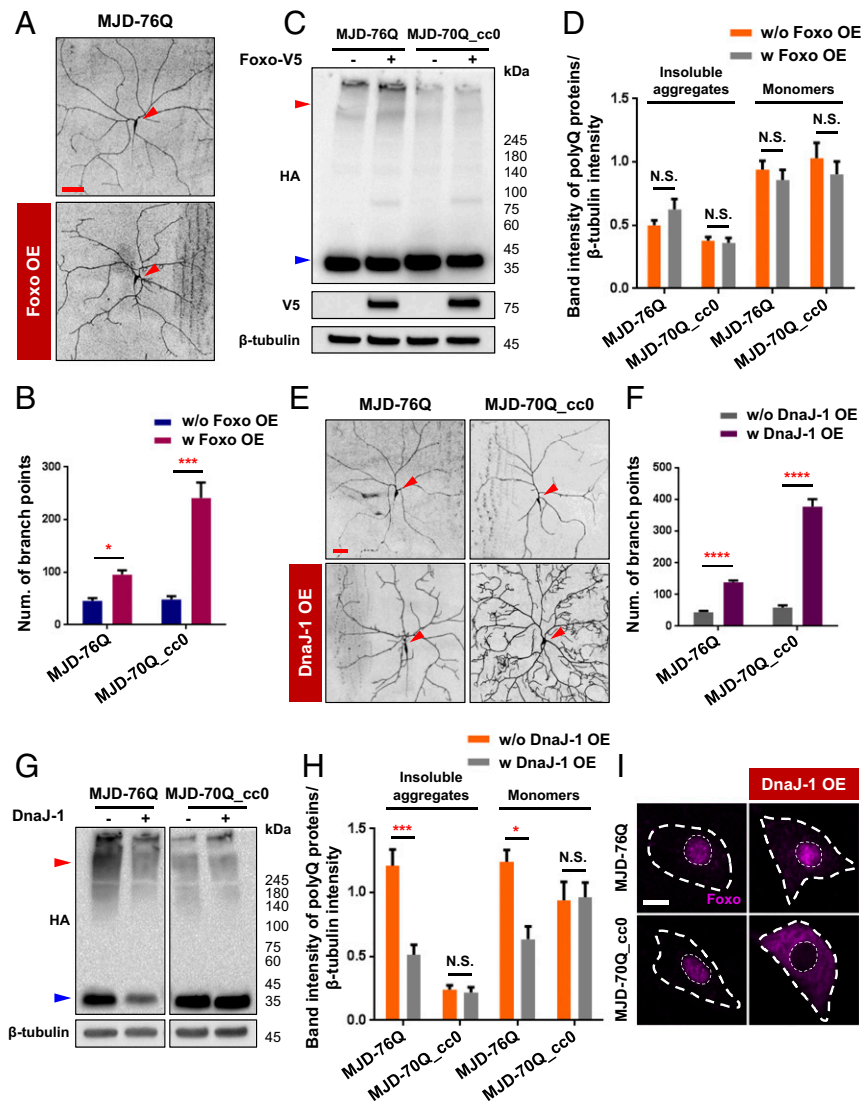 A
MJD-76Q
Foxo OE
B
w/o Foxo OE
w Foxo OE
Num. of branch points
300
200
100
0
*
***
MJD-76Q
MJD-70Q_cc0
C
MJD-76Q MJD-70Q_cc0
Foxo-V5 - + - +
kDa
HA
245
180
140
100
75
60
45
35
V5
75
β-tubulin
45
D
w/o Foxo OE
w Foxo OE
Insoluble aggregates
Monomers
Band intensity of polyQ proteins/
β-tubulin intensity
1.5
1.0
0.5
0.0
N.S.
N.S.
N.S.
N.S.
MJD-76Q
MJD-70Q_cc0
MJD-76Q
MJD-70Q_cc0
E
MJD-76Q MJD-70Q_cc0
DnaJ-1 OE
F
w/o DnaJ-1 OE
w DnaJ-1 OE
Num. of branch points
500
400
300
200
100
0
****
****
MJD-76Q
MJD-70Q_cc0
G
MJD-76Q MJD-70Q_cc0
DnaJ-1 - + - +
kDa
HA
245
180
140
100
75
60
45
35
β-tubulin
45
H
w/o DnaJ-1 OE
w DnaJ-1 OE
Insoluble
aggregates
Monomers
Band intensity of polyQ proteins/
β-tubulin intensity
1.5
1.0
0.5
0.0
***
N.S.
*
N.S.
MJD-76Q
MJD-70Q_cc0
MJD-76Q
MJD-70Q_cc0
I
DnaJ-1 OE
MJD-76Q
Foxo
MJD-70Q_cc0